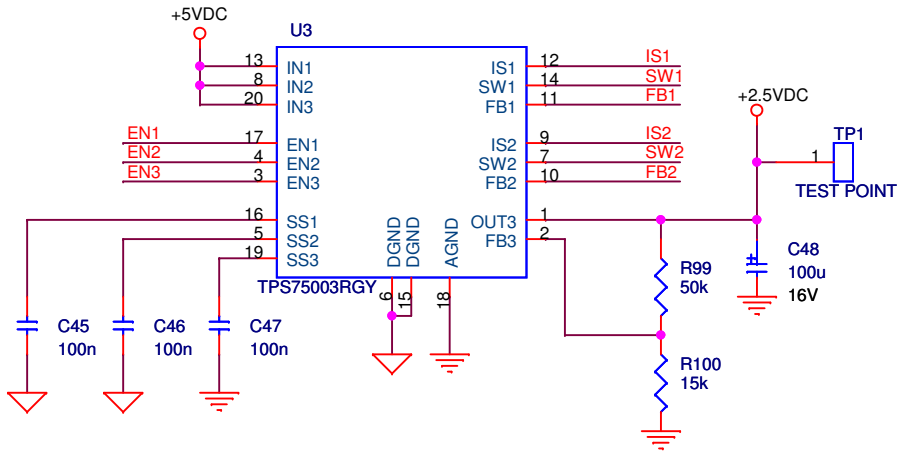 +5VDC
U3
13 IN1 IS1 12 IS1
8 IN2 SW1 14 SW1
20 IN3 FB1 11 FB1
+2.5VDC
EN1 17 EN1 IS2 9 IS2
TP1
EN2 4 EN2 SW2 7 SW2
1
EN3 3 EN3 FB2 10 FB2
TEST POINT
16 SS1 OUT3 1
5 SS2 FB3 2
19 SS3
DGND
DGND
AGND
C48
100u
16V
R99
50k
TPS75003RGY
6
15
18
C45
100n
C46
100n
C47
100n
R100
15k